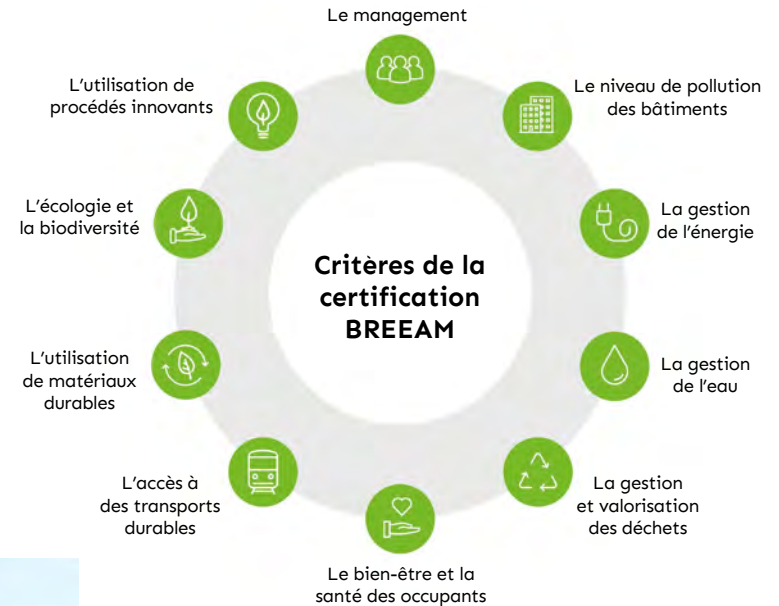 Le management
Le niveau de pollution
des bâtiments
La gestion
de l'énergie
La gestion
de l'eau
La gestion
et valorisation
des déchets
Le bien-être et la
santé des occupants
L'accès à
des transports
durables
L'utilisation
de matériaux
durables
L'écologie et
la biodiversité
L'utilisation de
procédés innovants
Critères de la
certification
BREEAM